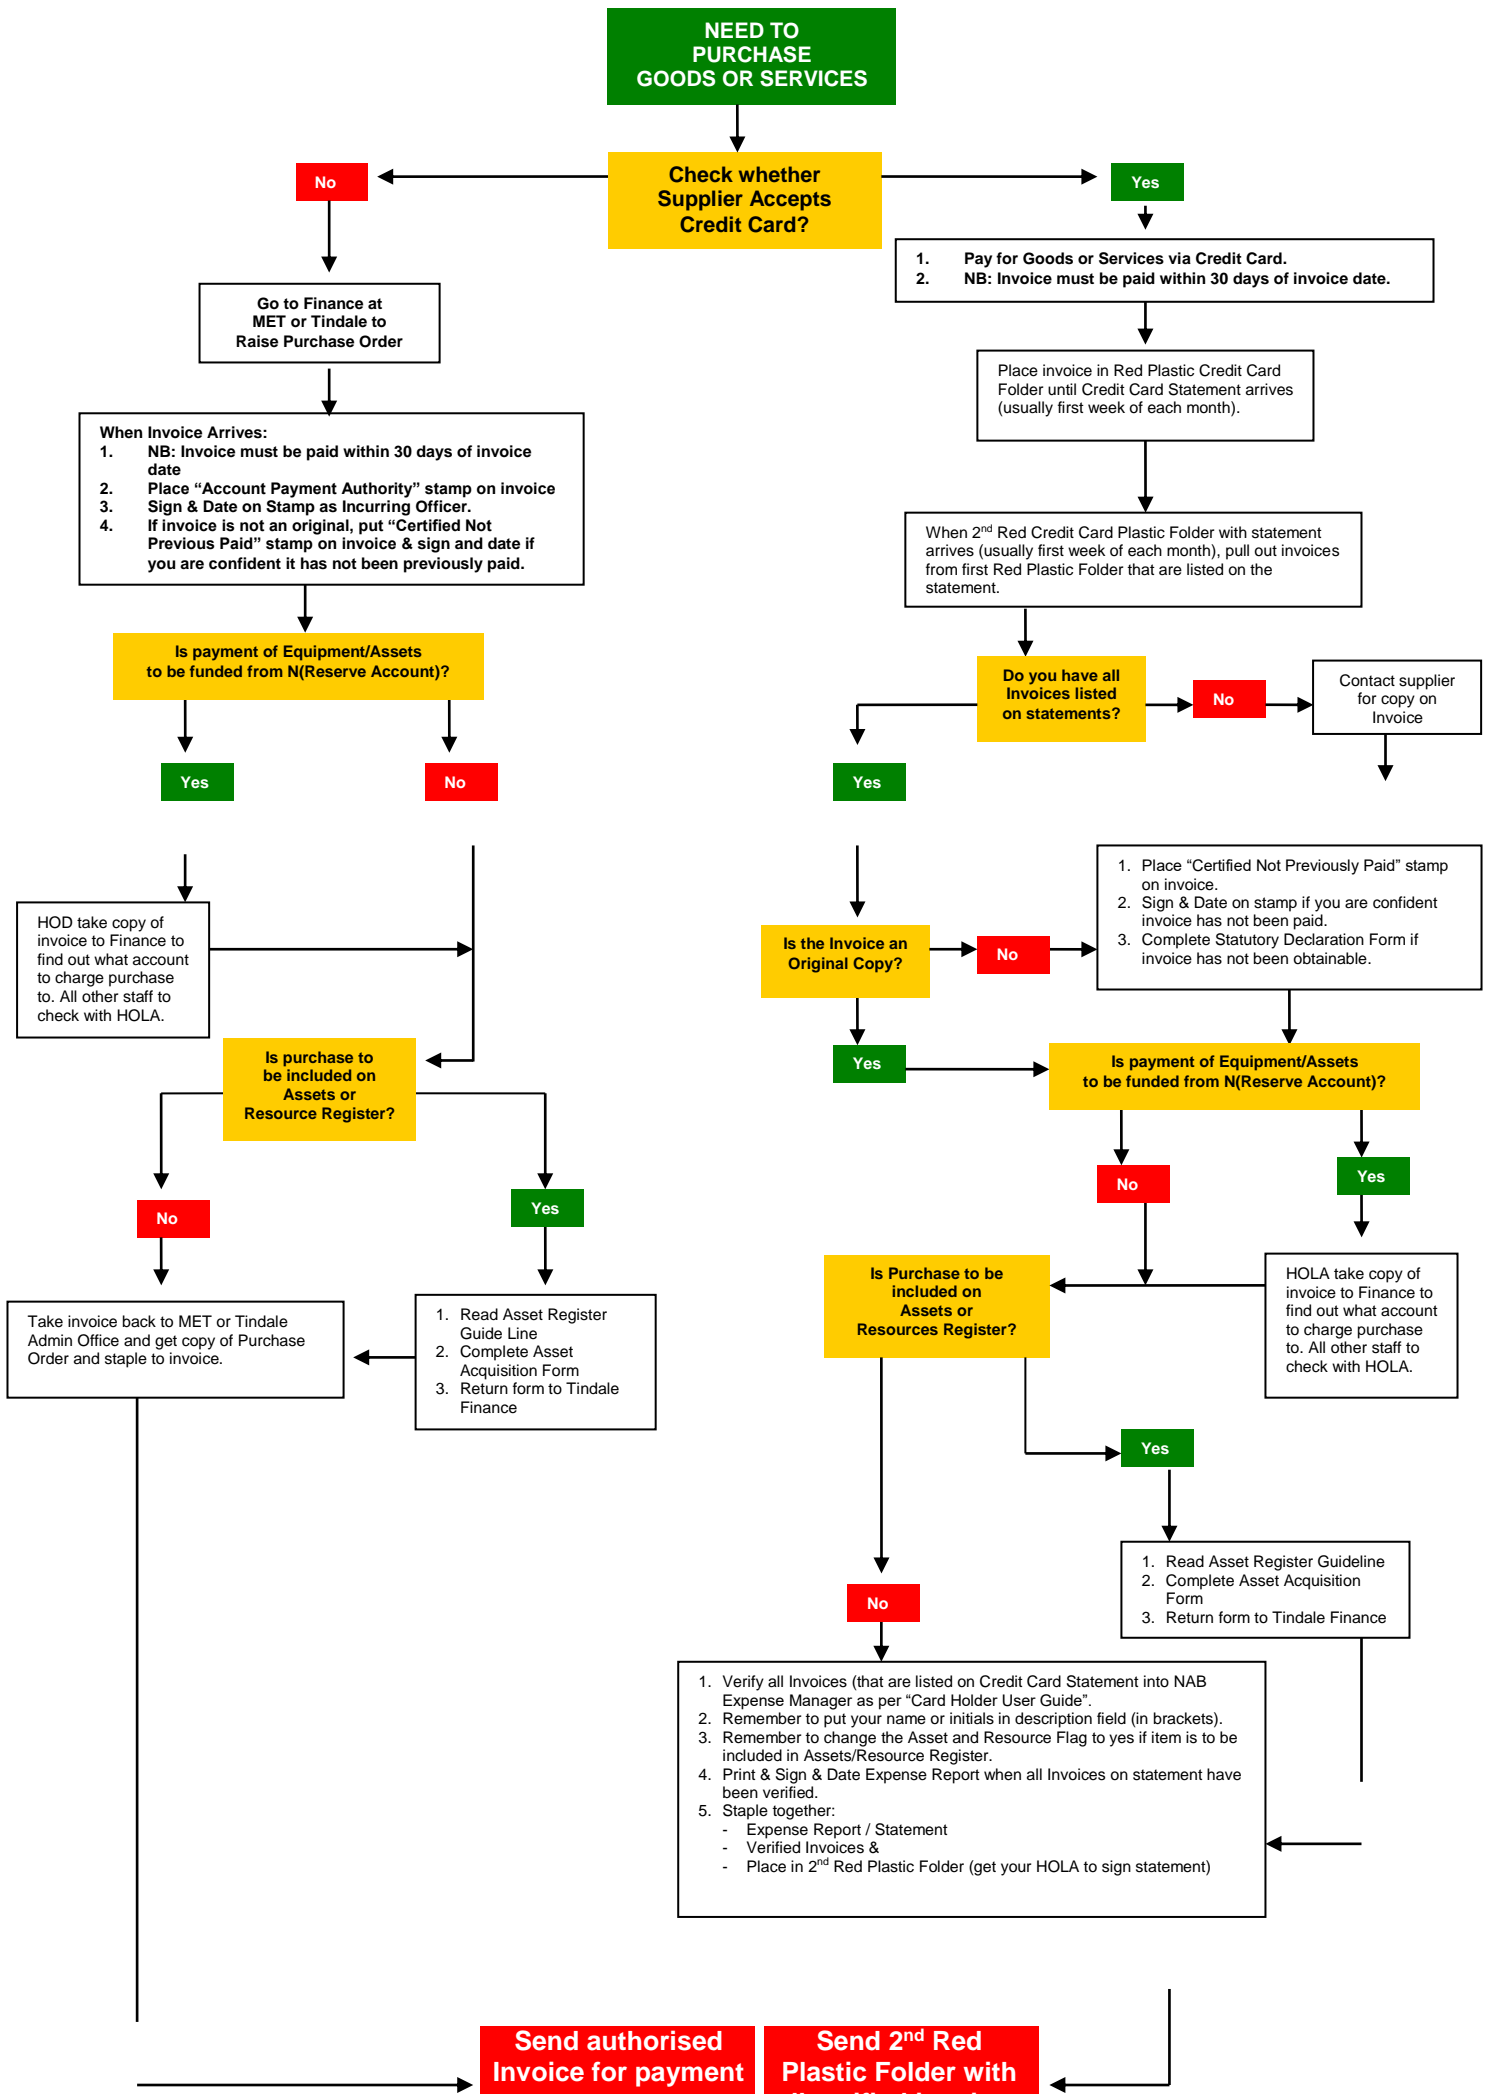 NEED TO
PURCHASE
GOODS OR SERVICES
Check whether
Supplier Accepts
Credit Card?
No
Yes
1. Pay for Goods or Services via Credit Card.
2. NB: Invoice must be paid within 30 days of invoice date.
Go to Finance at
MET or Tindale to
Raise Purchase Order
Place invoice in Red Plastic Credit Card
Folder until Credit Card Statement arrives
(usually first week of each month).
When Invoice Arrives:
1. NB: Invoice must be paid within 30 days of invoice
date
2. Place “Account Payment Authority” stamp on invoice
3. Sign & Date on Stamp as Incurring Officer.
4. If invoice is not an original, put “Certified Not
Previous Paid” stamp on invoice & sign and date if
you are confident it has not been previously paid.
When 2nd Red Credit Card Plastic Folder with statement
arrives (usually first week of each month), pull out invoices
from first Red Plastic Folder that are listed on the
statement.
Is payment of Equipment/Assets
to be funded from N(Reserve Account)?
Do you have all
Invoices listed
on statements?
No
Contact supplier
for copy on
Invoice
Yes
No
Yes
HOD take copy of
invoice to Finance to
find out what account
to charge purchase
to. All other staff to
check with HOLA.
Is the Invoice an
Original Copy?
No
1. Place “Certified Not Previously Paid” stamp
on invoice.
2. Sign & Date on stamp if you are confident
invoice has not been paid.
3. Complete Statutory Declaration Form if
invoice has not been obtainable.
Is purchase to
be included on
Assets or
Resource Register?
Yes
Is payment of Equipment/Assets
to be funded from N(Reserve Account)?
No
Yes
No
Yes
Take invoice back to MET or Tindale
Admin Office and get copy of Purchase
Order and staple to invoice.
1. Read Asset Register
Guide Line
2. Complete Asset
Acquisition Form
3. Return form to Tindale
Finance
Is Purchase to be
included on
Assets or
Resources Register?
HOLA take copy of
invoice to Finance to
find out what account
to charge purchase
to. All other staff to
check with HOLA.
Yes
1. Read Asset Register Guideline
2. Complete Asset Acquisition
Form
3. Return form to Tindale Finance
No
1. Verify all Invoices (that are listed on Credit Card Statement into NAB
Expense Manager as per “Card Holder User Guide”.
2. Remember to put your name or initials in description field (in brackets).
3. Remember to change the Asset and Resource Flag to yes if item is to be
included in Assets/Resource Register.
4. Print & Sign & Date Expense Report when all Invoices on statement have
been verified.
5. Staple together:
- Expense Report / Statement
- Verified Invoices &
- Place in 2nd Red Plastic Folder (get your HOLA to sign statement)
Send authorised
Invoice for payment
Send 2nd Red
Plastic Folder with